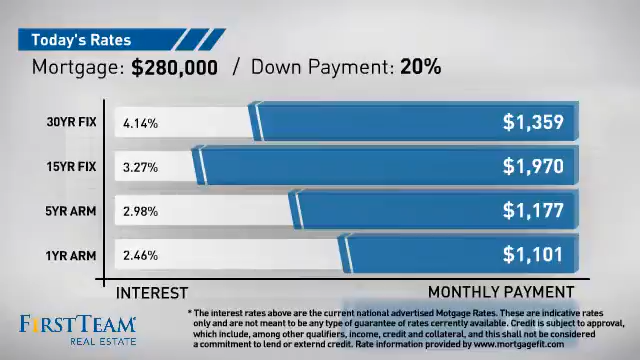 Today's Rates
Mortgage: $280,000 / Down Payment: 20%
30YR FIX 4.14% $1,359
15YR FIX 3.27% $1,970
5YR ARM 2.98% $1,177
1YR ARM 2.46% $1,101
INTEREST MONTHLY PAYMENT
FIRSTTEAM®
REAL ESTATE
* The interest rates above are the current national advertised Motgage Rates. These are indicative rates
only and are not meant to be any type of guarantee of rates cerrently available. Credit is subject to approval,
which include, among other qualifiers, income, credit and collateral, and this shall not be considered
a commitment to lend or externd credit. Rate information provided by www.mortgagefit.com